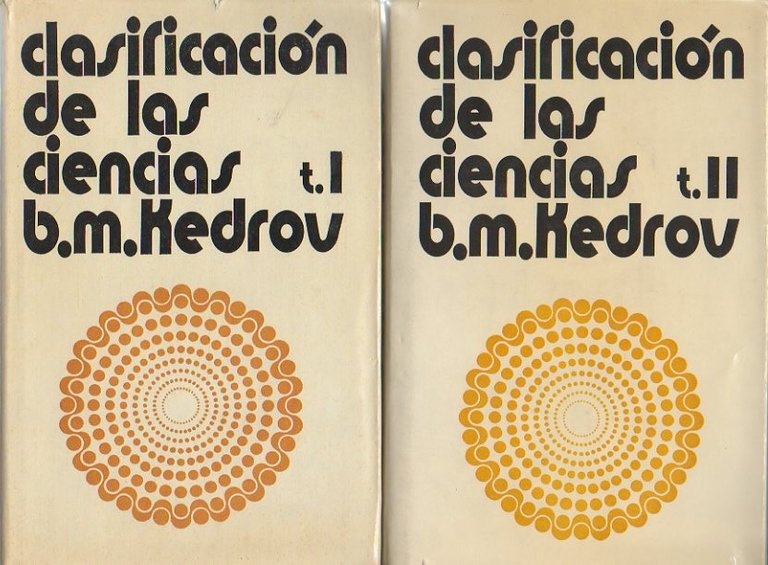 clasificación
de las
ciencias t.I
b.m.Kedrov
clasificación
de las
ciencias t.II
b.m.Kedrov